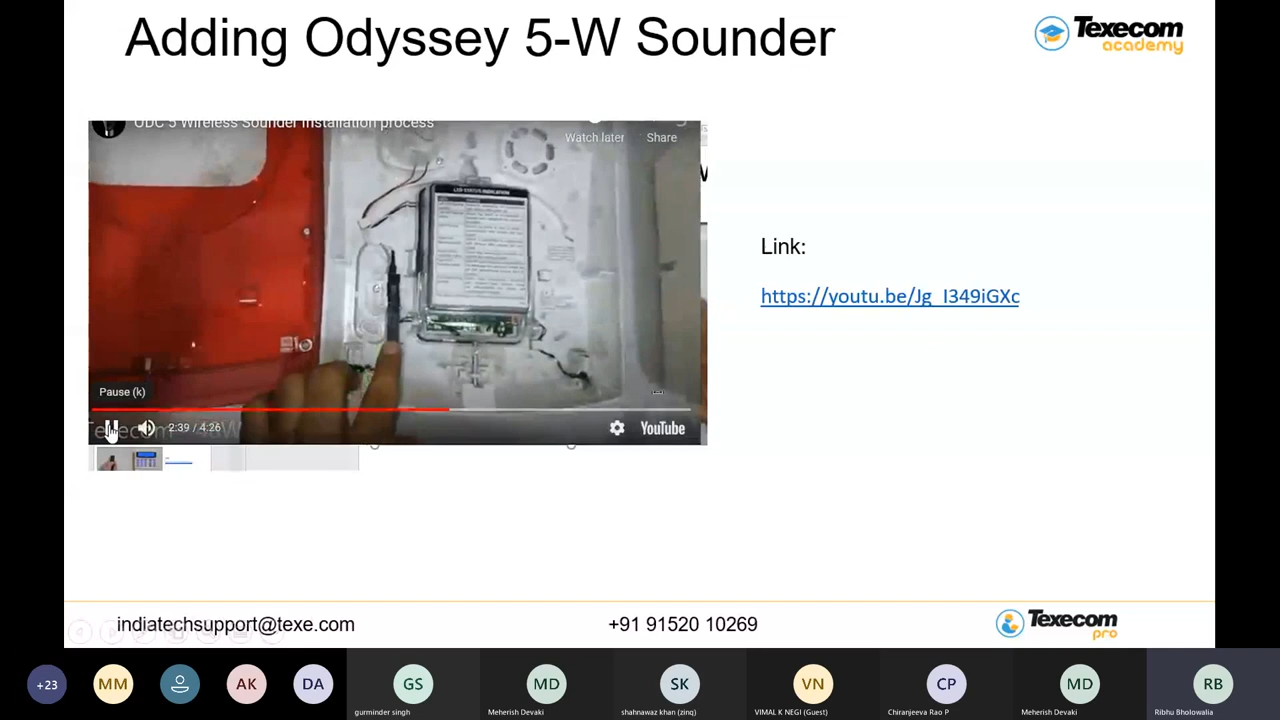 Adding Odyssey 5-W Sounder
Texecom
academy
ODC 5 Wireless Sounder Installation process
Watch later
Share
LED STATUS INDICATION
Link:
https://youtu.be/Jg_I349iGXc
Pause (k)
2:39 / 4:26
YouTube
indiatechsupport@texe.com
+91 91520 10269
Texecom
pro
+23
MM
AK
DA
GS
MD
SK
VN
CP
MD
RB
gurminder singh
Meherish Devaki
shahnawaz khan (zinq)
VIMAL K NEGI (Guest)
Chiranjeeva Rao P
Meherish Devaki
Ribhu Bholowalia